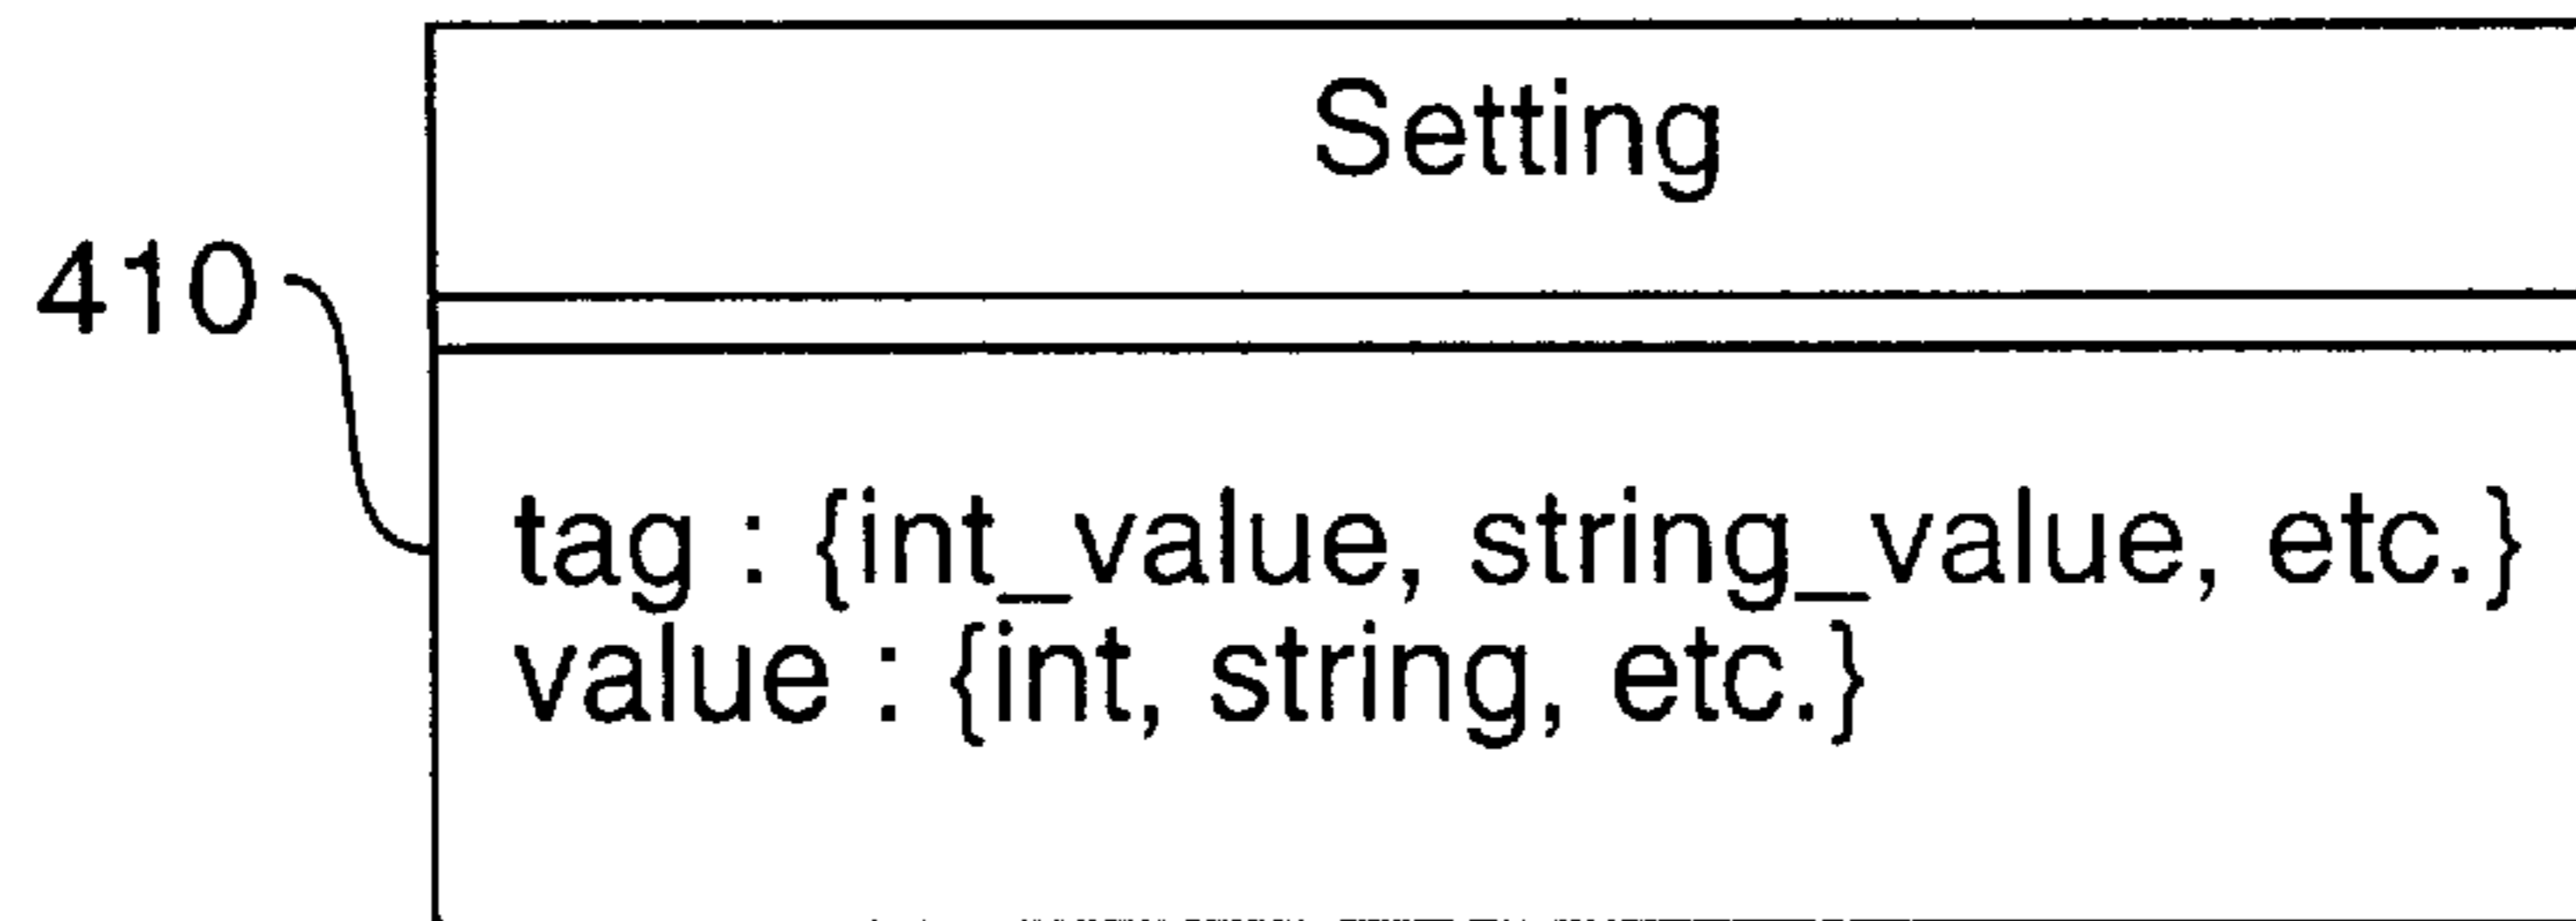 Setting
410
tag : {int_value, string_value, etc.}
value : {int, string, etc.}